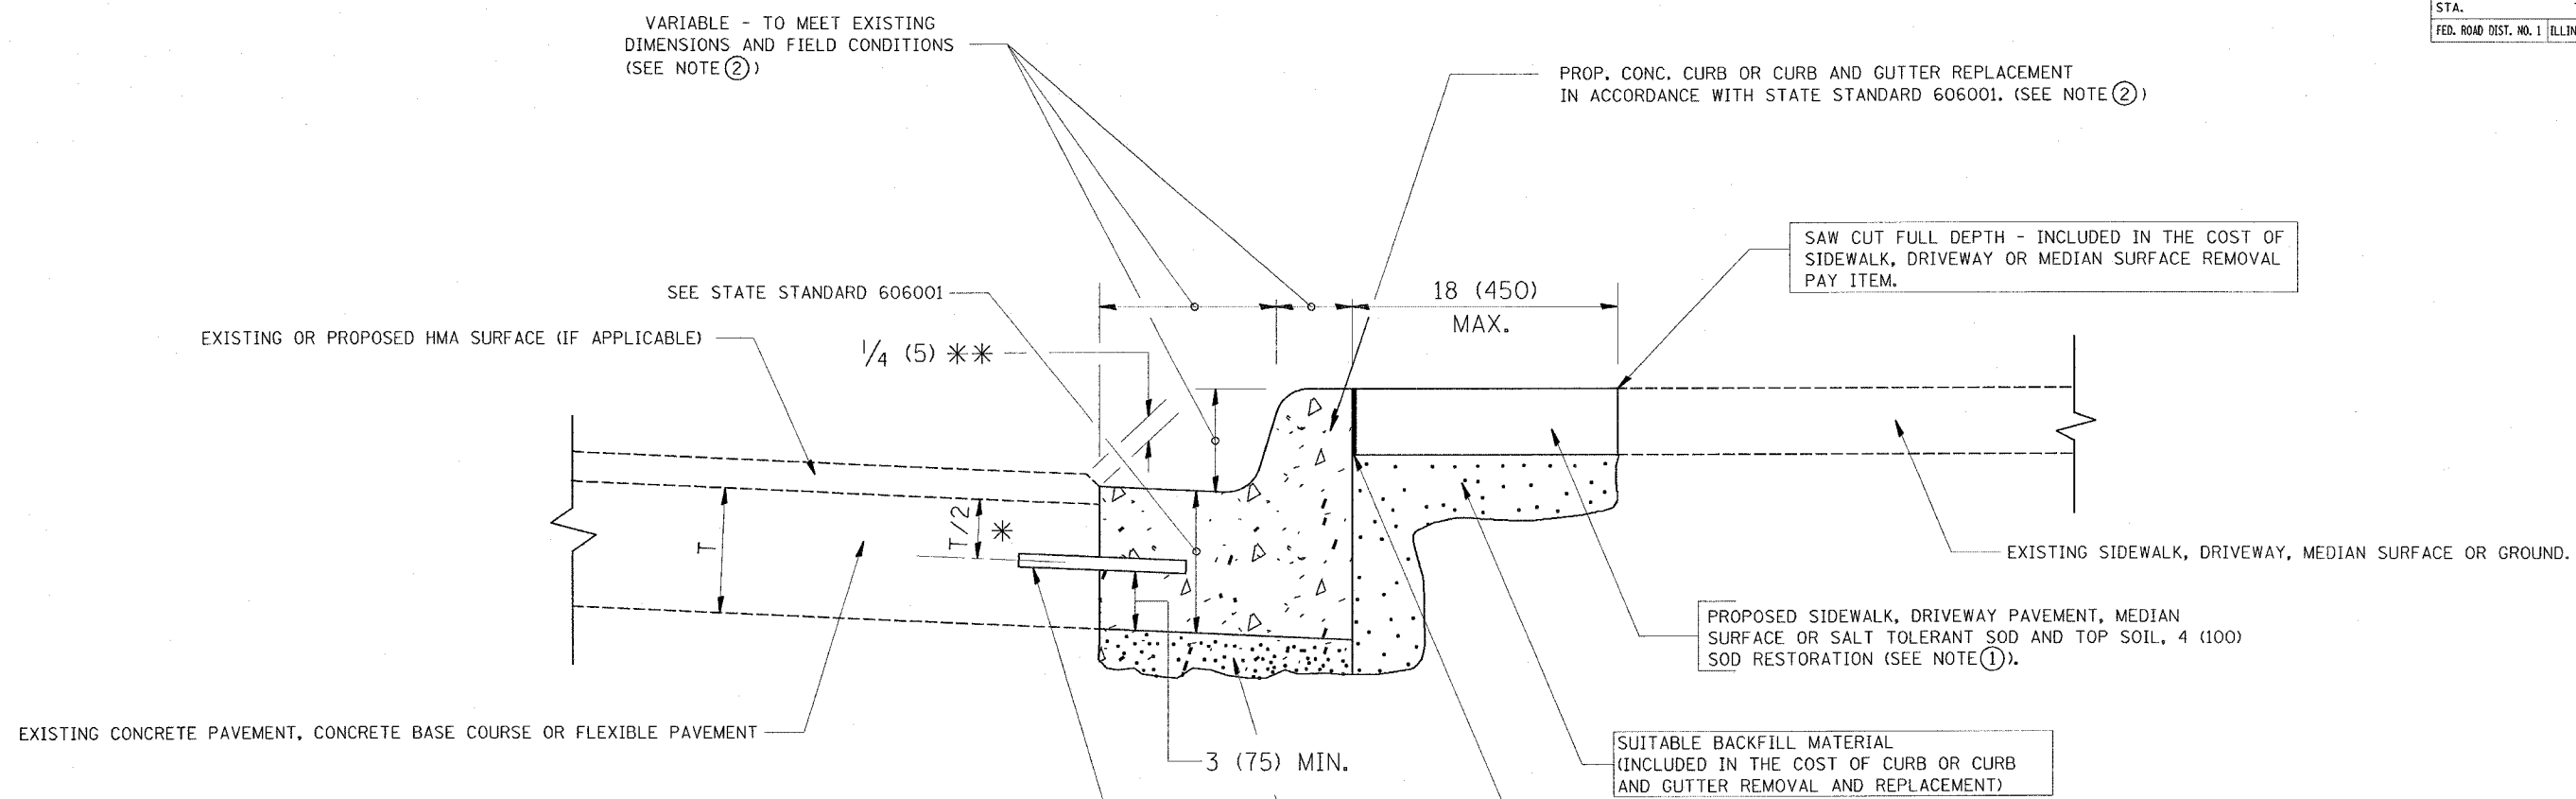 STA.
FED. ROAD DIST. NO. 1
VARIABLE - TO MEET EXISTING
DIMENSIONS AND FIELD CONDITIONS
(SEE NOTE 2)
PROP. CONC. CURB OR CURB AND GUTTER REPLACEMENT
IN ACCORDANCE WITH STATE STANDARD 606001. (SEE NOTE 2)
SAW CUT FULL DEPTH - INCLUDED IN THE COST OF
SIDEWALK, DRIVEWAY OR MEDIAN SURFACE REMOVAL
PAY ITEM.
SEE STATE STANDARD 606001
18 (450)
MAX.
EXISTING OR PROPOSED HMA SURFACE (IF APPLICABLE)
1/4 (5) **
T
T/2
*
EXISTING SIDEWALK, DRIVEWAY, MEDIAN SURFACE OR GROUND.
PROPOSED SIDEWALK, DRIVEWAY PAVEMENT, MEDIAN
SURFACE OR SALT TOLERANT SOD AND TOP SOIL, 4 (100)
SOD RESTORATION (SEE NOTE 1).
EXISTING CONCRETE PAVEMENT, CONCRETE BASE COURSE OR FLEXIBLE PAVEMENT
3 (75) MIN.
SUITABLE BACKFILL MATERIAL
(INCLUDED IN THE COST OF CURB OR CURB
AND GUTTER REMOVAL AND REPLACEMENT)